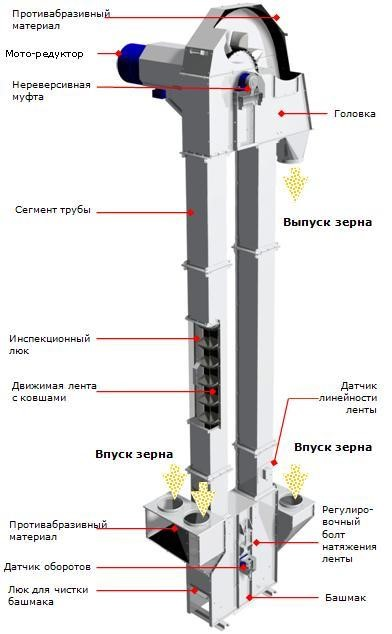 Противабразивный
материал
Мото-редуктор
Нереверсивная
муфта
Головка
Сегмент трубы
Выпуск зерна
Инспекционный
люк
Движимая лента
с ковшами
Датчик
линейности
ленты
Впуск зерна
Впуск зерна
Противабразивный
материал
Регулиро-
вочный
болт
натяжения
ленты
Датчик оборотов
Люк для чистки
башмака
Башмак